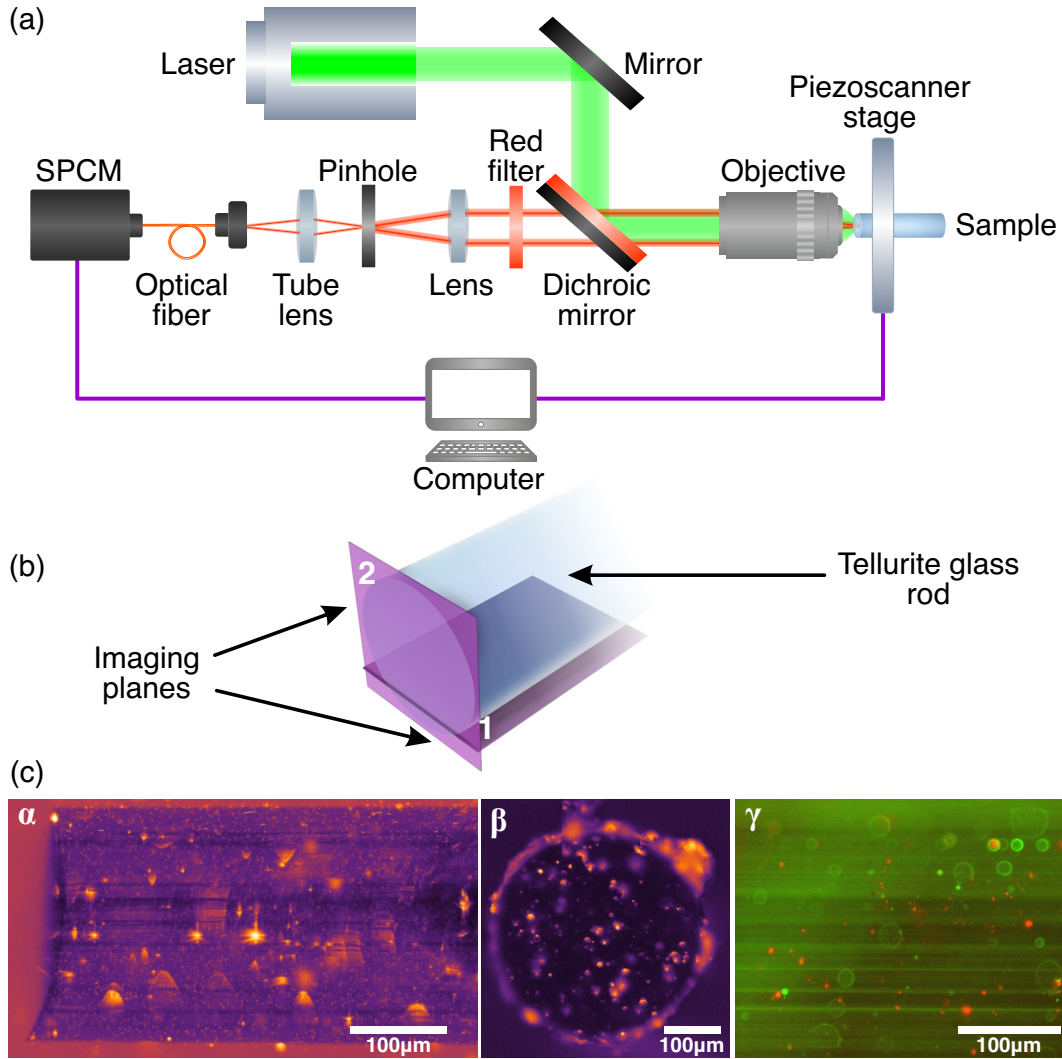 (a)
Laser
Mirror
Piezoscanner
stage
SPCM
Pinhole
Red
filter
Objective
Sample
Optical
fiber
Tube
lens
Lens
Dichroic
mirror
Computer
(b)
2
Tellurite glass
rod
Imaging
planes
1
(c)
α
β
γ
100μm
100μm
100μm